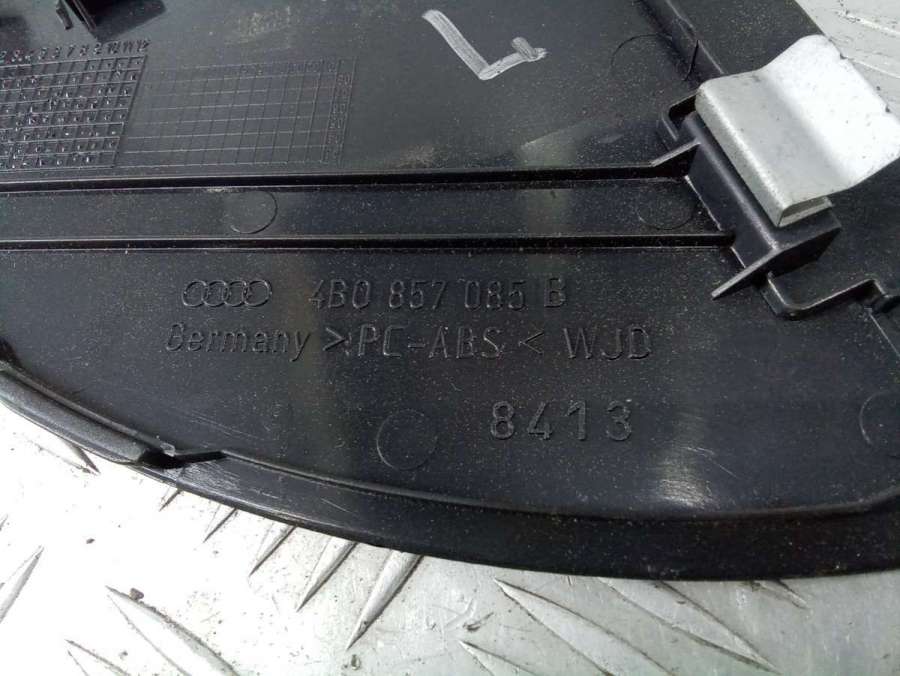 L
4B0 857 085 B
Germany >PC-ABS< WJD
8413